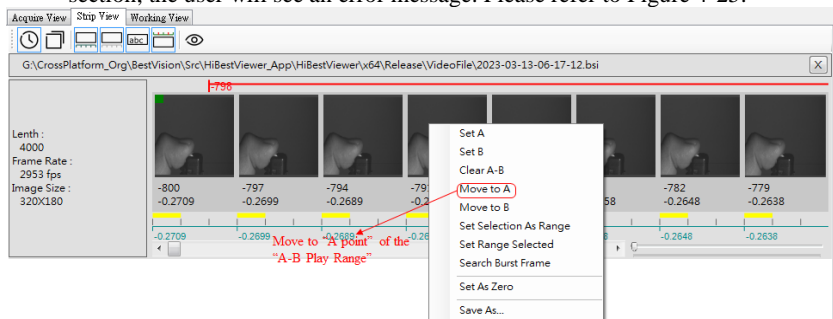 section, the user will see an error message. Please refer to Figure 4-25.
Acquire View Strip View Working View
abc
G:\CrossPlatform_Org\BestVision\Src\HiBestViewer_App\HiBestViewer\x64\Release\VideoFile\2023-03-13-06-17-12.bsi X
-798
Lenth :
4000
Frame Rate :
2953 fps
Image Size :
320X180
-800 -797 -794 -782 -779
-0.2709 -0.2699 -0.2689 -0.2648 -0.2638
-0.2709 -0.2699 -0.2689 -0.2648 -0.2638
Set A
Set B
Clear A-B
Move to A
Move to B
Set Selection As Range
Set Range Selected
Search Burst Frame
Set As Zero
Save As...
Move to "A point" of the
"A-B Play Range"